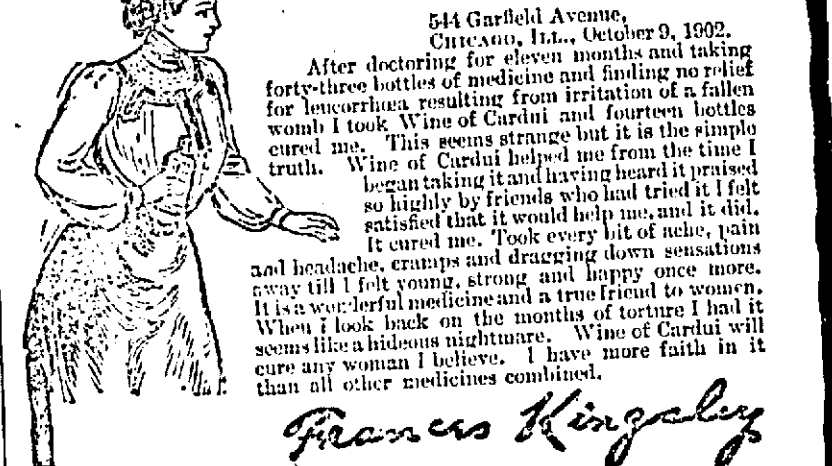 544 Garfield Avenue,
CHICAGO, ILL., October 9, 1902.
After doctoring for eleven months and taking
forty-three bottles of medicine and finding no relief
for leucorrhœa resulting from irritation of a fallen
womb I took Wine of Cardui and fourteen bottles
cured me. This seems strange but it is the simple
truth. Wine of Cardui helped me from the time I
began taking it and having heard it praised
so highly by friends who had tried it I felt
satisfied that it would help me, and it did.
It cured me. Took every bit of ache, pain
and headache, cramps and dragging down sensations
away till I felt young, strong and happy once more.
It is a wonderful medicine and a true friend to women.
When i look back on the months of torture I had it
seems like a hideous nightmare. Wine of Cardui will
cure any woman I believe. I have more faith in it
than all other medicines combined.
Frances Kingsley